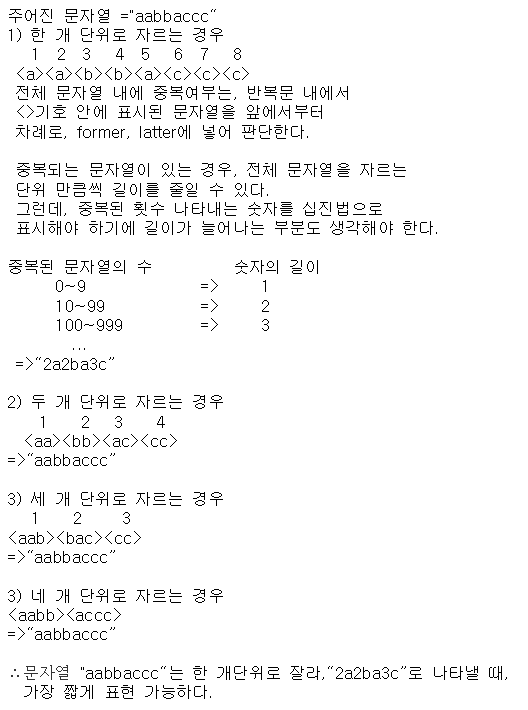 주어진 문자열 ="aabbaccc"
1) 한 개 단위로 자르는 경우
1 2 3 4 5 6 7 8
<a><a><b><b><a><c><c><c>
전체 문자열 내에 중복여부는, 반복문 내에서
<>기호 안에 표시된 문자열을 앞에서부터
차례로, former, latter에 넣어 판단한다.
중복되는 문자열이 있는 경우, 전체 문자열을 자르는
단위 만큼씩 길이를 줄일 수 있다.
그런데, 중복된 횟수 나타내는 숫자를 십진법으로
표시해야 하기에 길이가 늘어나는 부분도 생각해야 한다.
중복된 문자열의 수 숫자의 길이
0~9 => 1
10~99 => 2
100~999 => 3
...
=>“2a2ba3c”
2) 두 개 단위로 자르는 경우
1 2 3 4
<aa><bb><ac><cc>
=>“aabbaccc”
3) 세 개 단위로 자르는 경우
1 2 3
<aab><bac><cc>
=>“aabbaccc”
3) 네 개 단위로 자르는 경우
<aabb><accc>
=>“aabbaccc”
∴문자열 "aabbaccc“는 한 개단위로 잘라,“2a2ba3c”로 나타낼 때,
가장 짧게 표현 가능하다.